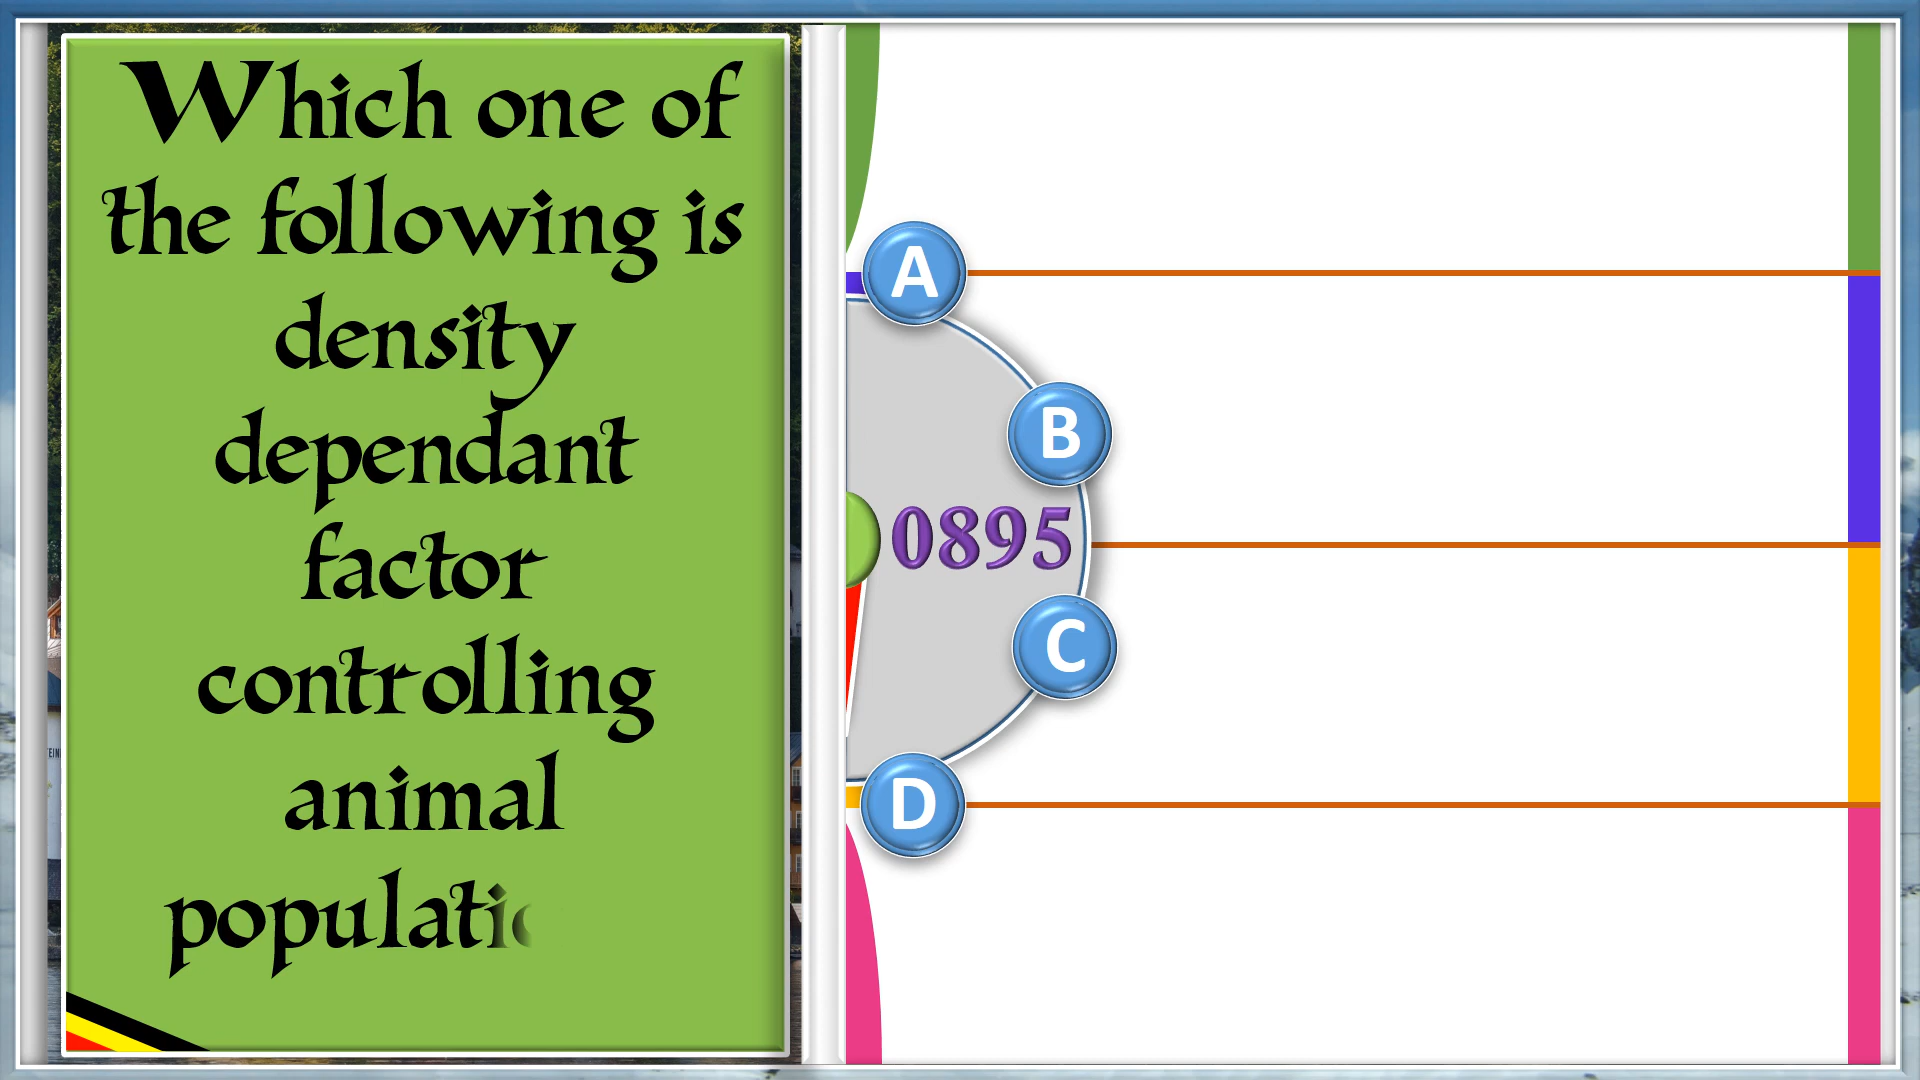 Which one of
the following is
density
dependant
factor
controlling
animal
A
B
0895
C
D